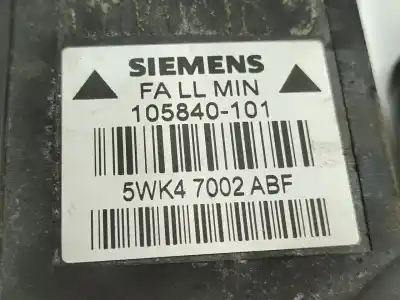 SIEMENS
FA LL MIN
105840-101
5WK4 7002 ABF